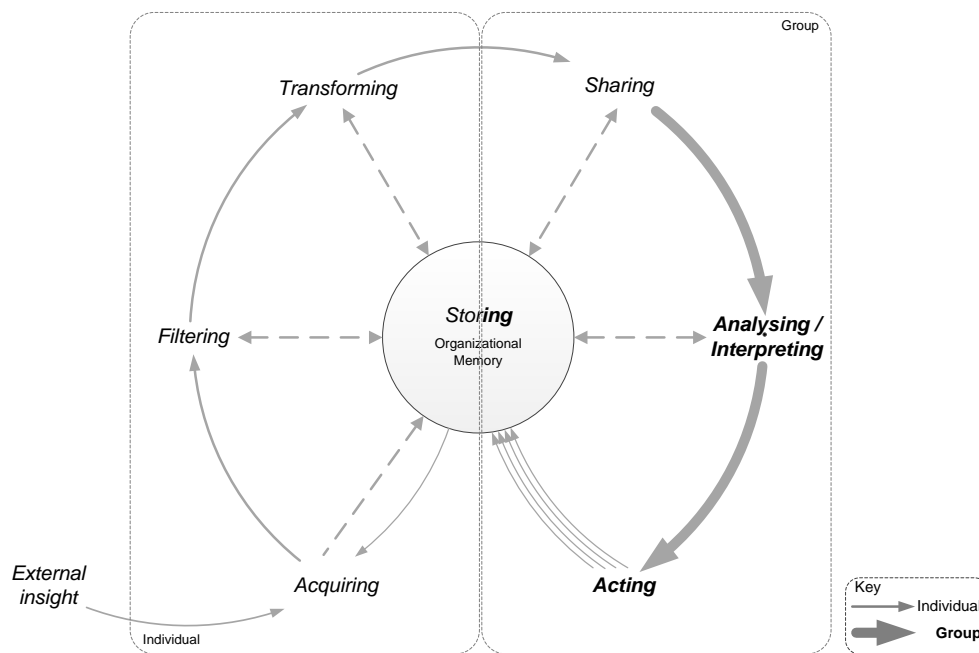 Group
Transforming
Sharing
Storing
Organizational
Memory
Filtering
Analysing /
Interpreting
External
insight
Acquiring
Acting
Individual
Key
Individual
Group